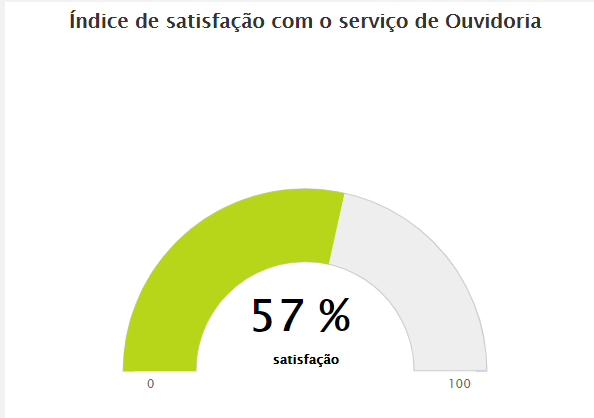 Índice de satisfação com o serviço de Ouvidoria
57 %
satisfação
0
100